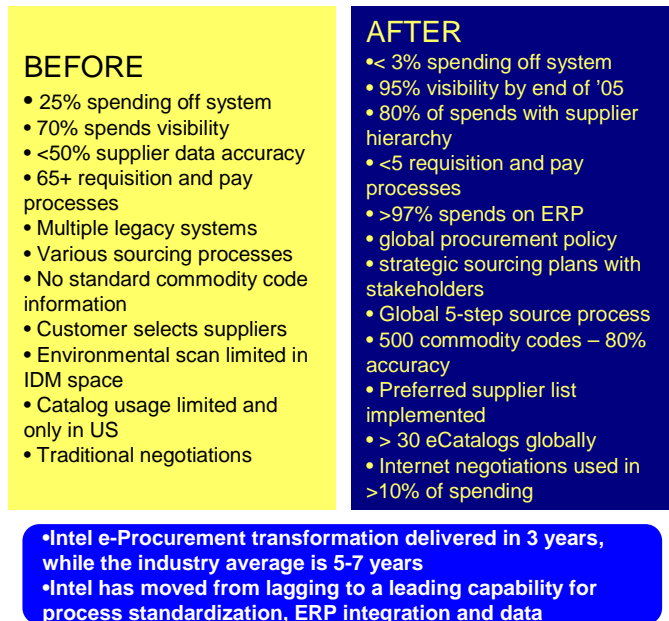 BEFORE
• 25% spending off system
• 70% spends visibility
• <50% supplier data accuracy
• 65+ requisition and pay
processes
• Multiple legacy systems
• Various sourcing processes
• No standard commodity code
information
• Customer selects suppliers
• Environmental scan limited in
IDM space
• Catalog usage limited and
only in US
• Traditional negotiations
AFTER
•< 3% spending off system
• 95% visibility by end of '05
• 80% of spends with supplier
hierarchy
• <5 requisition and pay
processes
• >97% spends on ERP
• global procurement policy
• strategic sourcing plans with
stakeholders
• Global 5-step source process
• 500 commodity codes – 80%
accuracy
• Preferred supplier list
implemented
• > 30 eCatalogs globally
• Internet negotiations used in
>10% of spending
•Intel e-Procurement transformation delivered in 3 years,
while the industry average is 5-7 years
•Intel has moved from lagging to a leading capability for
process standardization, ERP integration and data